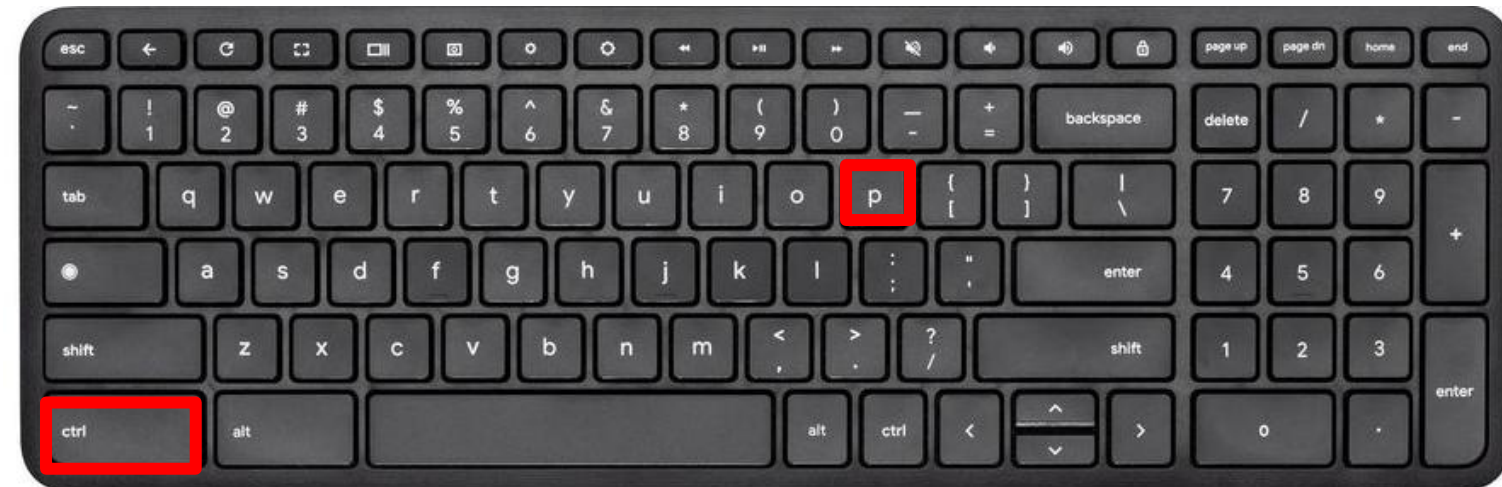 esc page up page dn home end
~ ! @ # $ % ^ & * ( ) — +
` 1 2 3 4 5 6 7 8 9 0 - = backspace delete / * -
tab q w e r t y u i o p { [ } ] | \ 7 8 9 +
a s d f g h j k l : ; " ' enter 4 5 6
shift z x c v b n m < , > . ? / shift 1 2 3 enter
ctrl alt alt ctrl < ^ v > 0 .